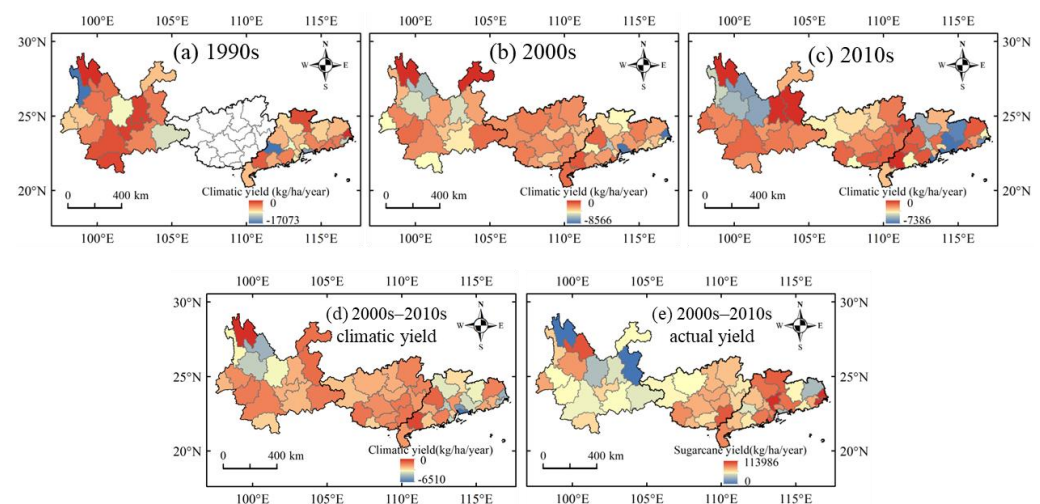 100°E 105°E 110°E 115°E 100°E 105°E 110°E 115°E 100°E 105°E 110°E 115°E
30°N (a) 1990s N W E S (b) 2000s N W E S (c) 2010s N W E S 30°N
25°N 25°N
20°N Climatic yield (kg/ha/year) Climatic yield (kg/ha/year) Climatic yield (kg/ha/year) 20°N
0 400 km 0 -17073 0 400 km 0 -8566 0 400 km 0 -7386
100°E 105°E 110°E 115°E 100°E 105°E 110°E 115°E 100°E 105°E 110°E 115°E
100°E 105°E 110°E 115°E 100°E 105°E 110°E 115°E
30°N (d) 2000s–2010s N W E S (e) 2000s–2010s N W E S 30°N
climatic yield actual yield
25°N 25°N
20°N Climatic yield(kg/ha/year) Sugarcane yield(kg/ha/year) 20°N
0 400 km 0 -6510 0 400 km 113986 0